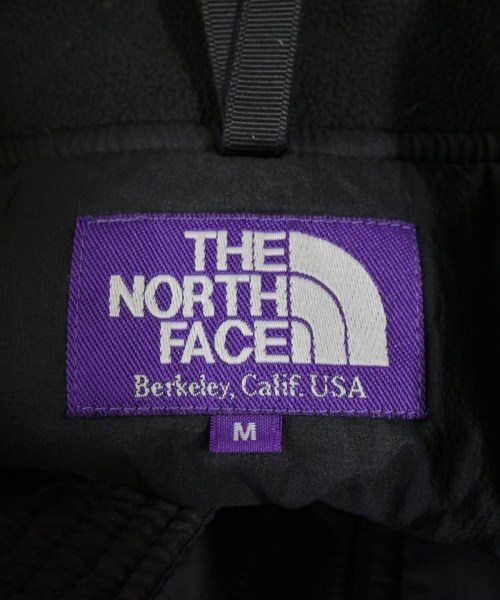 THE
NORTH
FACE
Berkeley, Calif. USA
M